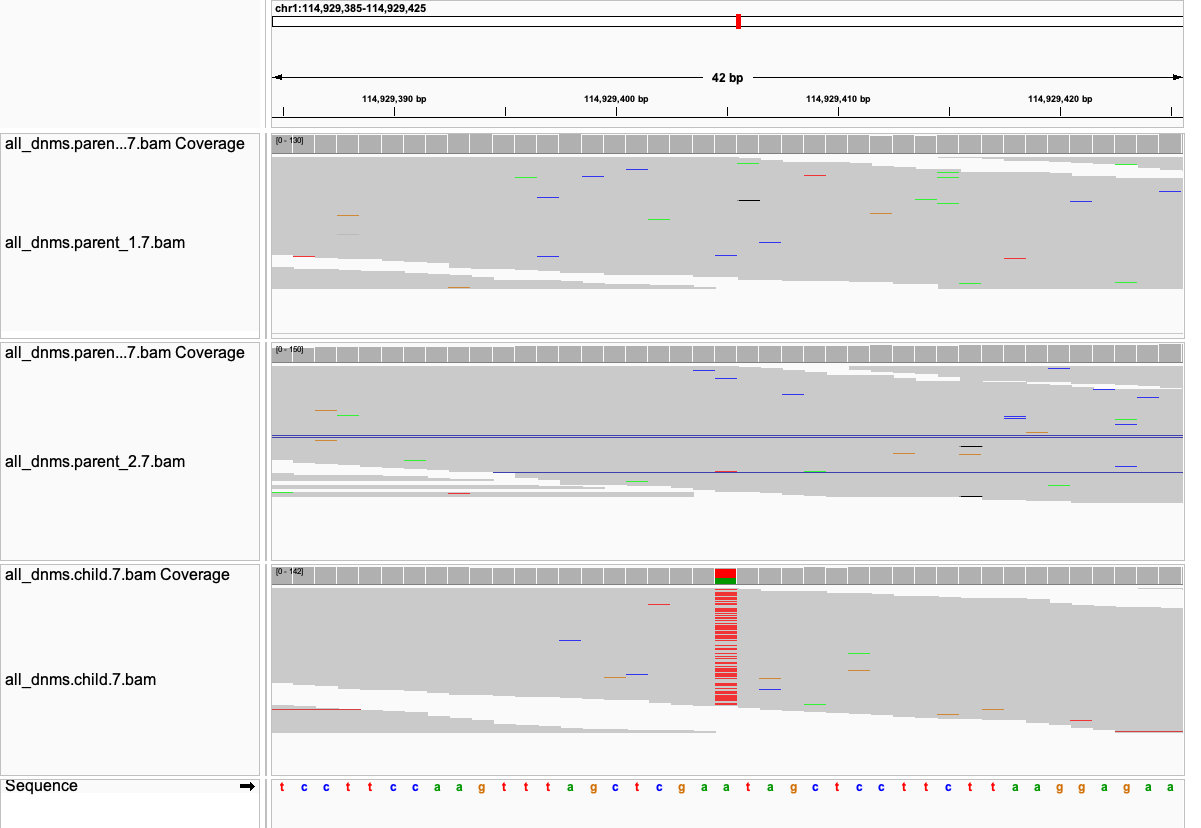 chr1:114,929,385-114,929,425
42 bp
114,929,390 bp 114,929,400 bp 114,929,410 bp 114,929,420 bp
all_dnms.paren...7.bam Coverage [0 - 130]
all_dnms.parent_1.7.bam
all_dnms.paren...7.bam Coverage [0 - 150]
all_dnms.parent_2.7.bam
all_dnms.child.7.bam Coverage [0 - 142]
all_dnms.child.7.bam
Sequence t c c t t c c a a g t t t a g c t c g a a t a g c t c c t t c t t a a g g a g a a